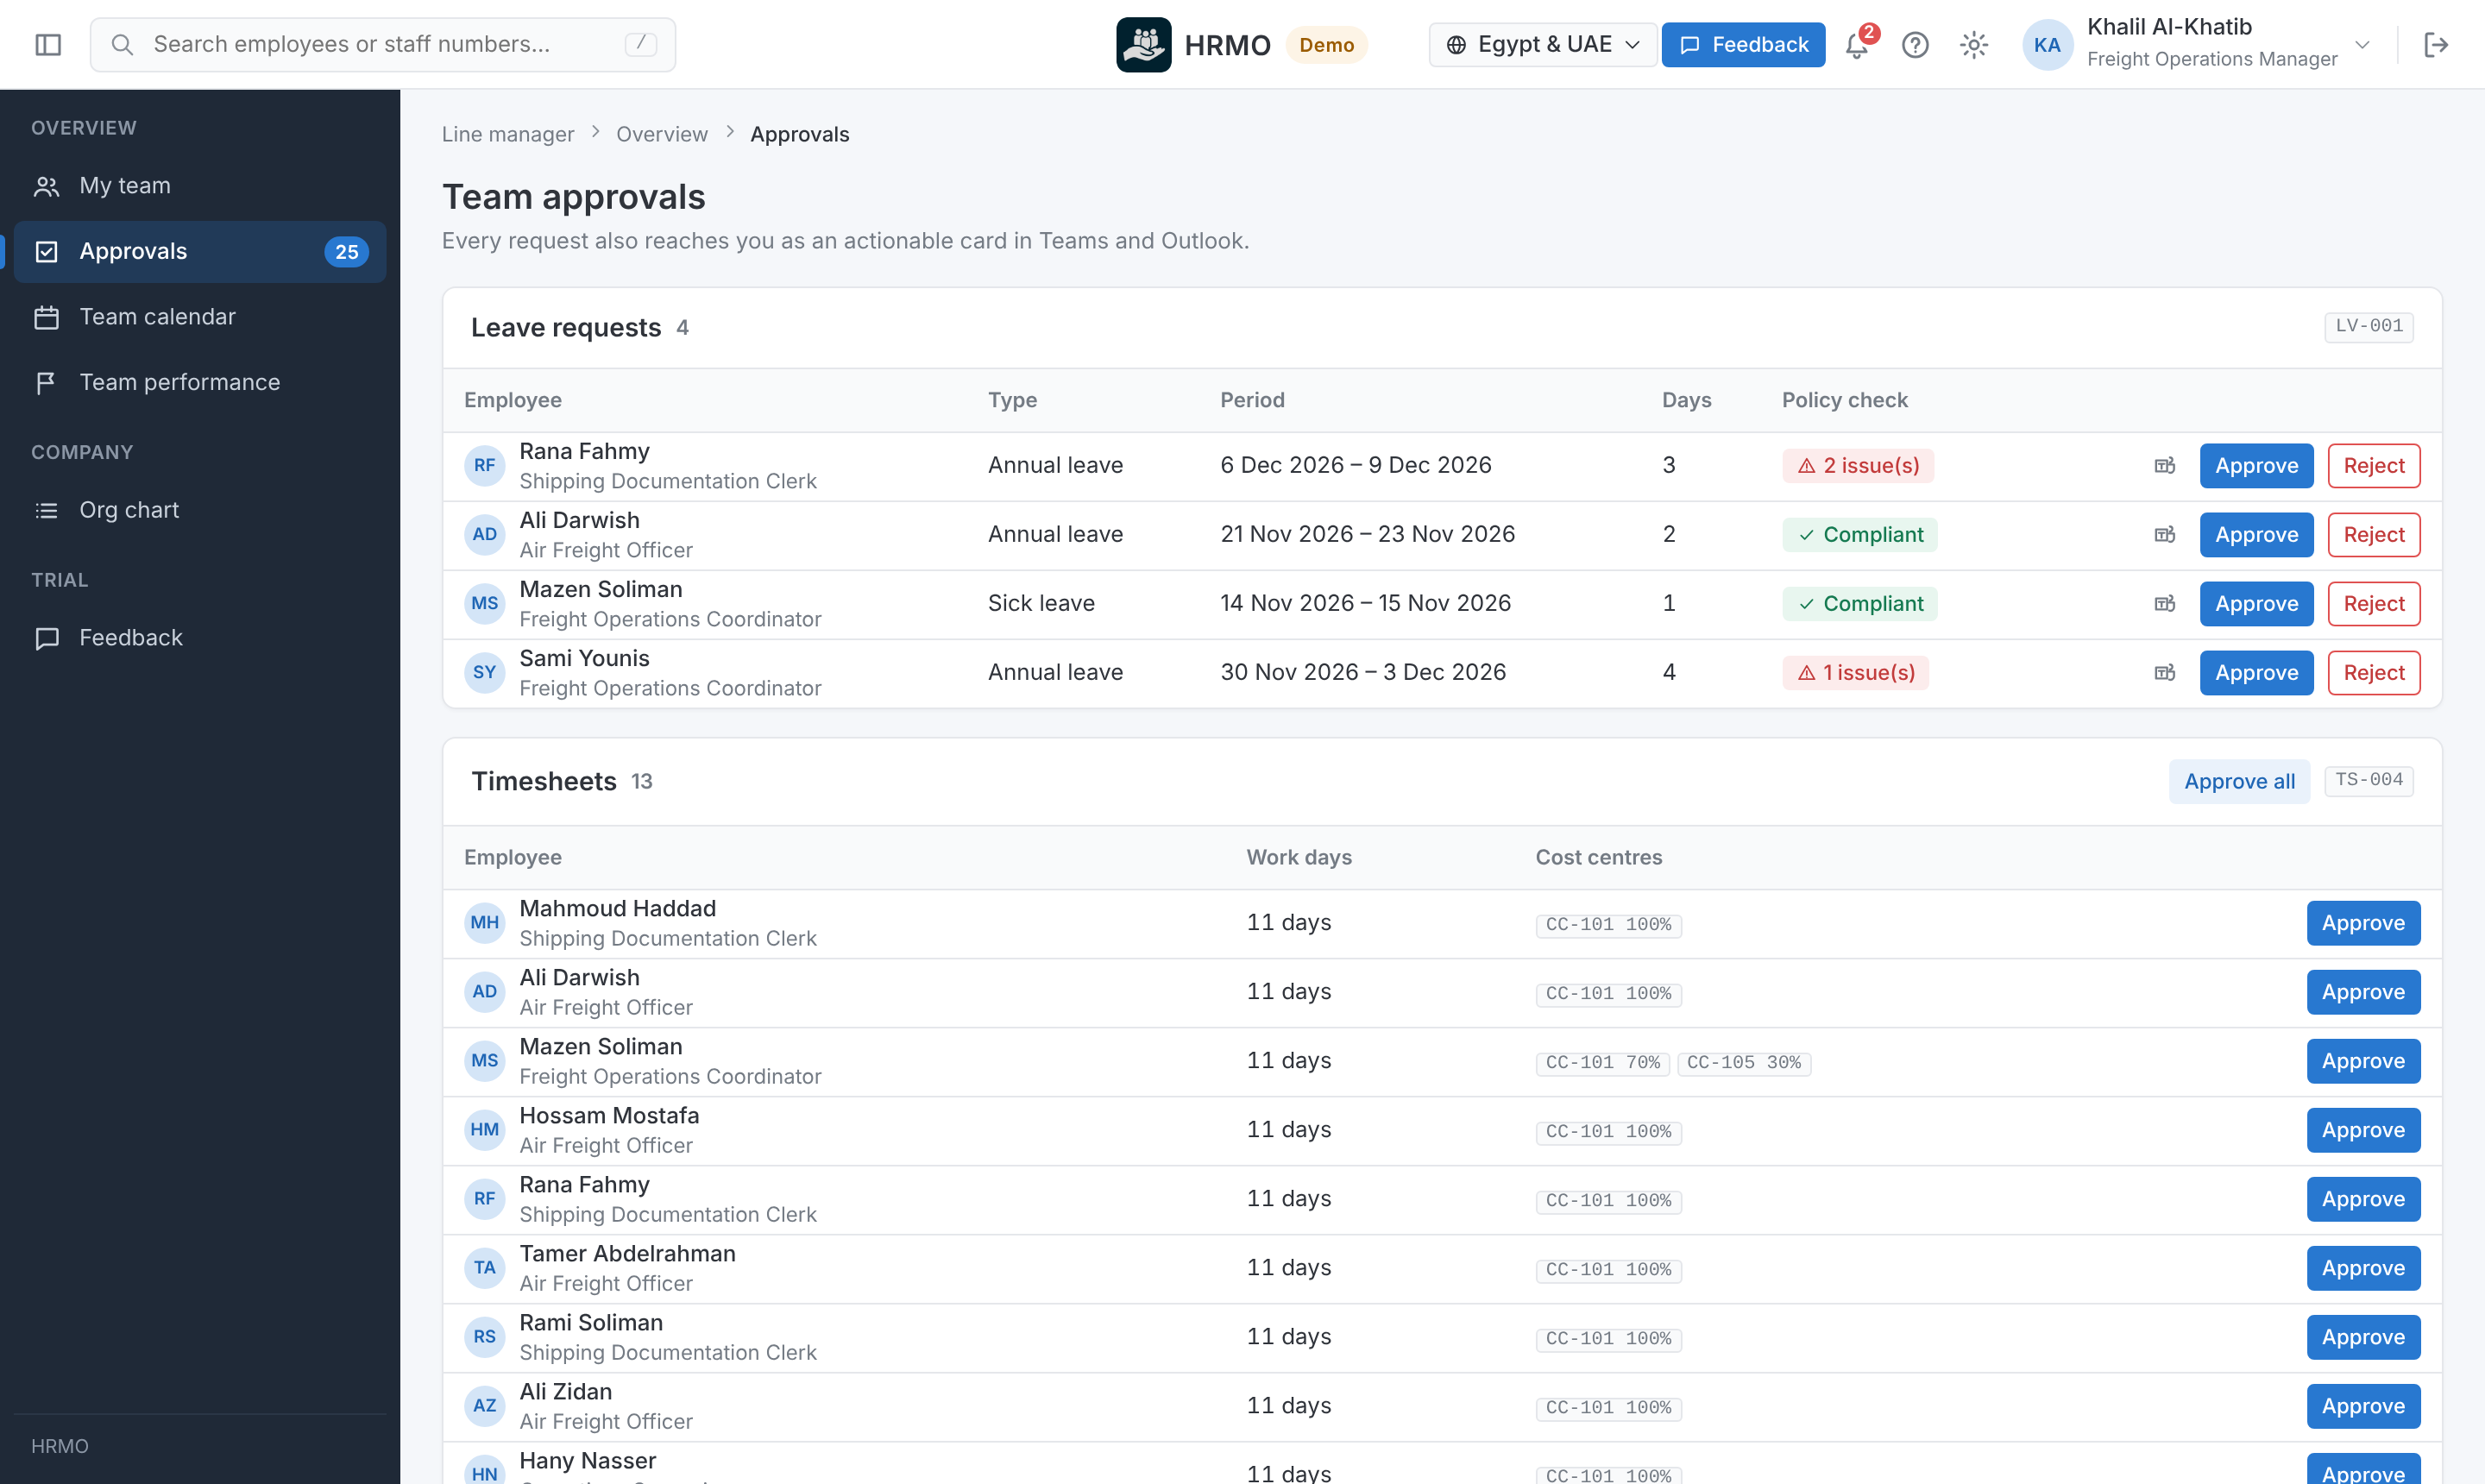 Search employees or staff numbers... /
HRMO Demo
Egypt & UAE
Feedback
2
KA
Khalil Al-Khatib
Freight Operations Manager
OVERVIEW
My team
Approvals 25
Team calendar
Team performance
COMPANY
Org chart
TRIAL
Feedback
HRMO
Line manager > Overview > Approvals
Team approvals
Every request also reaches you as an actionable card in Teams and Outlook.
Leave requests 4 LV-001
Employee Type Period Days Policy check
RF Rana Fahmy
Shipping Documentation Clerk
Annual leave 6 Dec 2026 – 9 Dec 2026 3 2 issue(s) Approve Reject
AD Ali Darwish
Air Freight Officer
Annual leave 21 Nov 2026 – 23 Nov 2026 2 Compliant Approve Reject
MS Mazen Soliman
Freight Operations Coordinator
Sick leave 14 Nov 2026 – 15 Nov 2026 1 Compliant Approve Reject
SY Sami Younis
Freight Operations Coordinator
Annual leave 30 Nov 2026 – 3 Dec 2026 4 1 issue(s) Approve Reject
Timesheets 13 Approve all TS-004
Employee Work days Cost centres
MH Mahmoud Haddad
Shipping Documentation Clerk
11 days CC-101 100% Approve
AD Ali Darwish
Air Freight Officer
11 days CC-101 100% Approve
MS Mazen Soliman
Freight Operations Coordinator
11 days CC-101 70% CC-105 30% Approve
HM Hossam Mostafa
Air Freight Officer
11 days CC-101 100% Approve
RF Rana Fahmy
Shipping Documentation Clerk
11 days CC-101 100% Approve
TA Tamer Abdelrahman
Air Freight Officer
11 days CC-101 100% Approve
RS Rami Soliman
Shipping Documentation Clerk
11 days CC-101 100% Approve
AZ Ali Zidan
Air Freight Officer
11 days CC-101 100% Approve
HN Hany Nasser
11 days CC-101 100% Approve